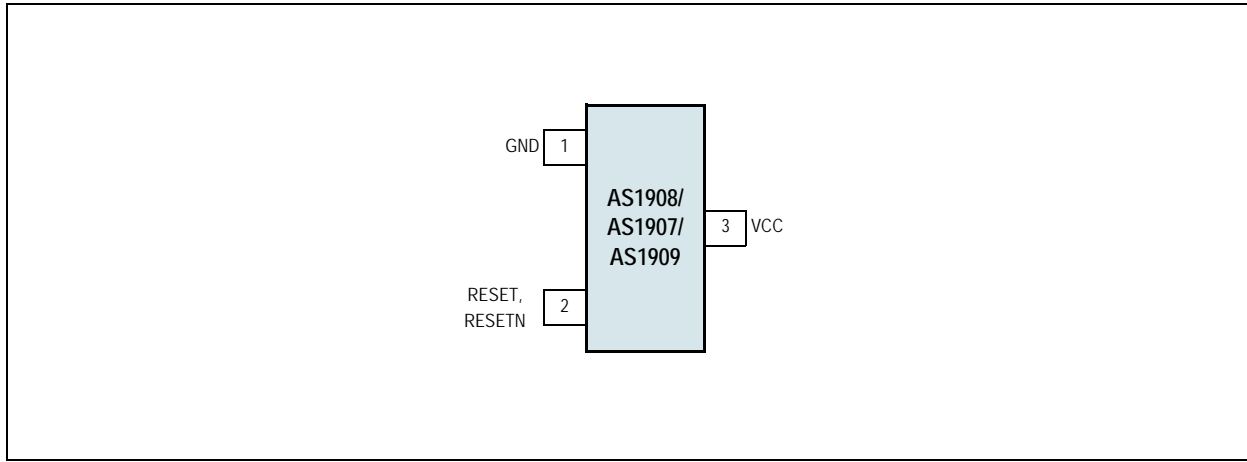 GND
1
AS1908/
AS1907/
AS1909
3
VCC
RESET,
RESETN
2